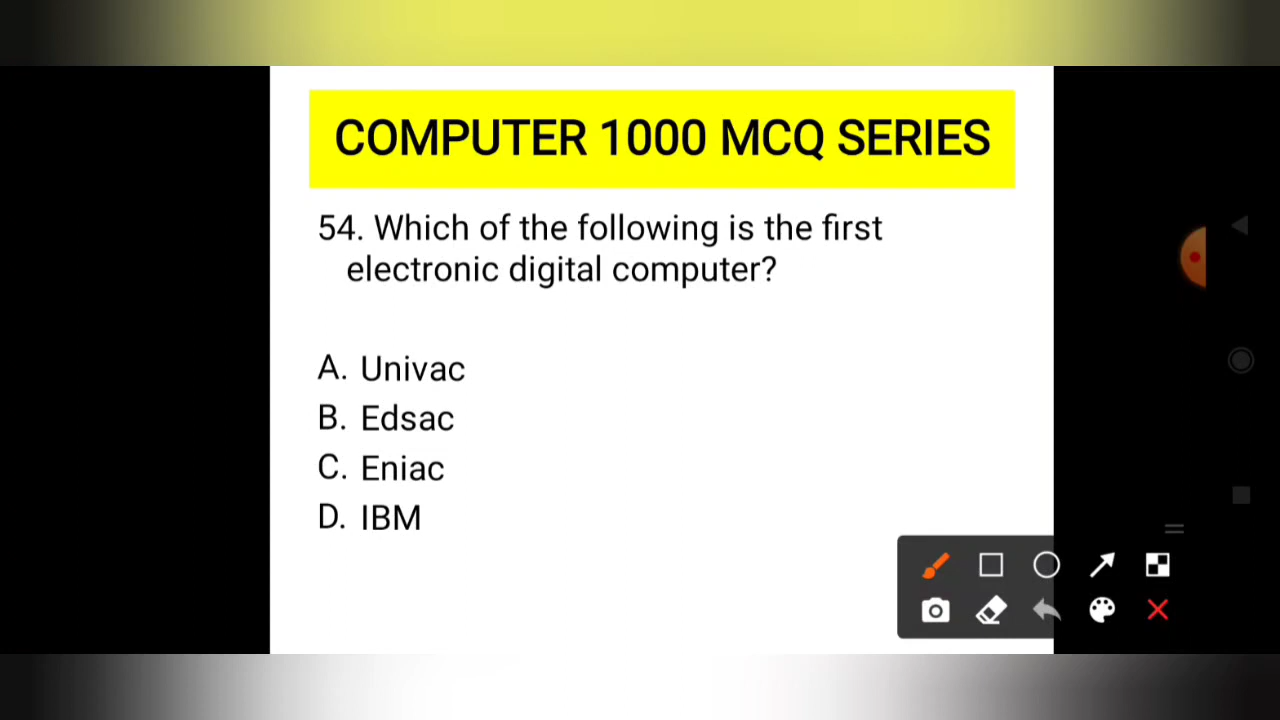 COMPUTER 1000 MCQ SERIES
54. Which of the following is the first
electronic digital computer?
A. Univac
B. Edsac
C. Eniac
D. IBM